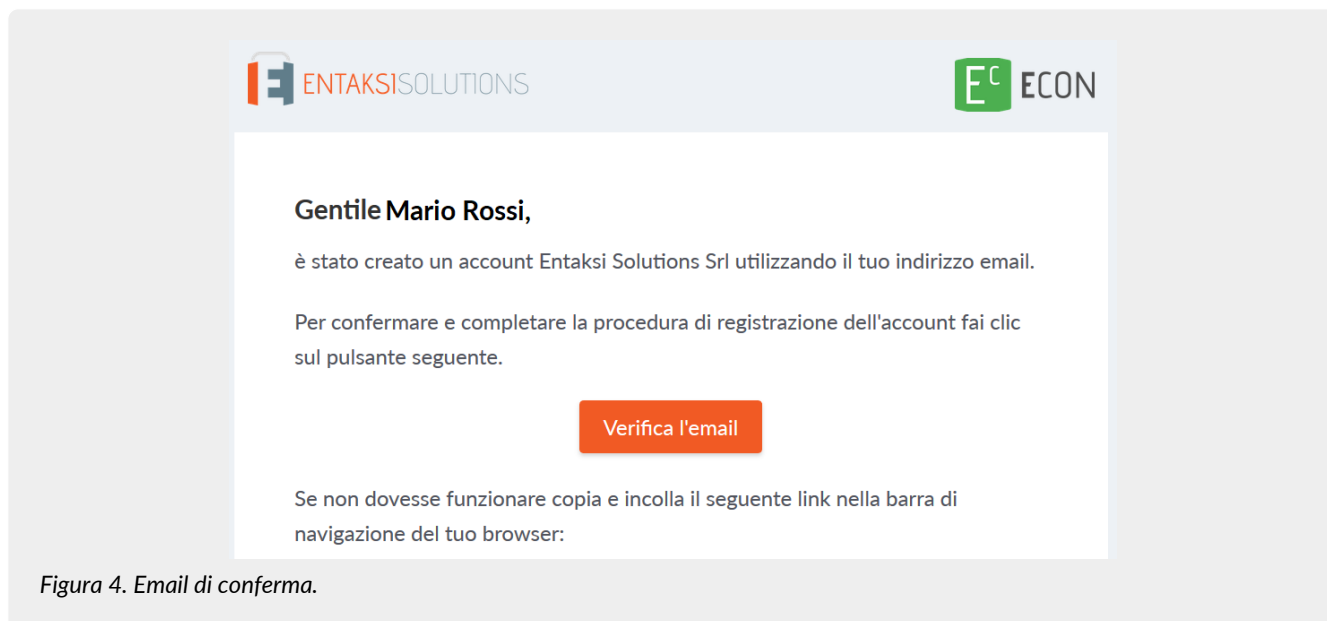 ENTAKSISOLUTIONS
EC ECON
Gentile Mario Rossi,
è stato creato un account Entaksi Solutions Srl utilizzando il tuo indirizzo email.
Per confermare e completare la procedura di registrazione dell'account fai clic
sul pulsante seguente.
Verifica l'email
Se non dovesse funzionare copia e incolla il seguente link nella barra di
navigazione del tuo browser:
Figura 4. Email di conferma.